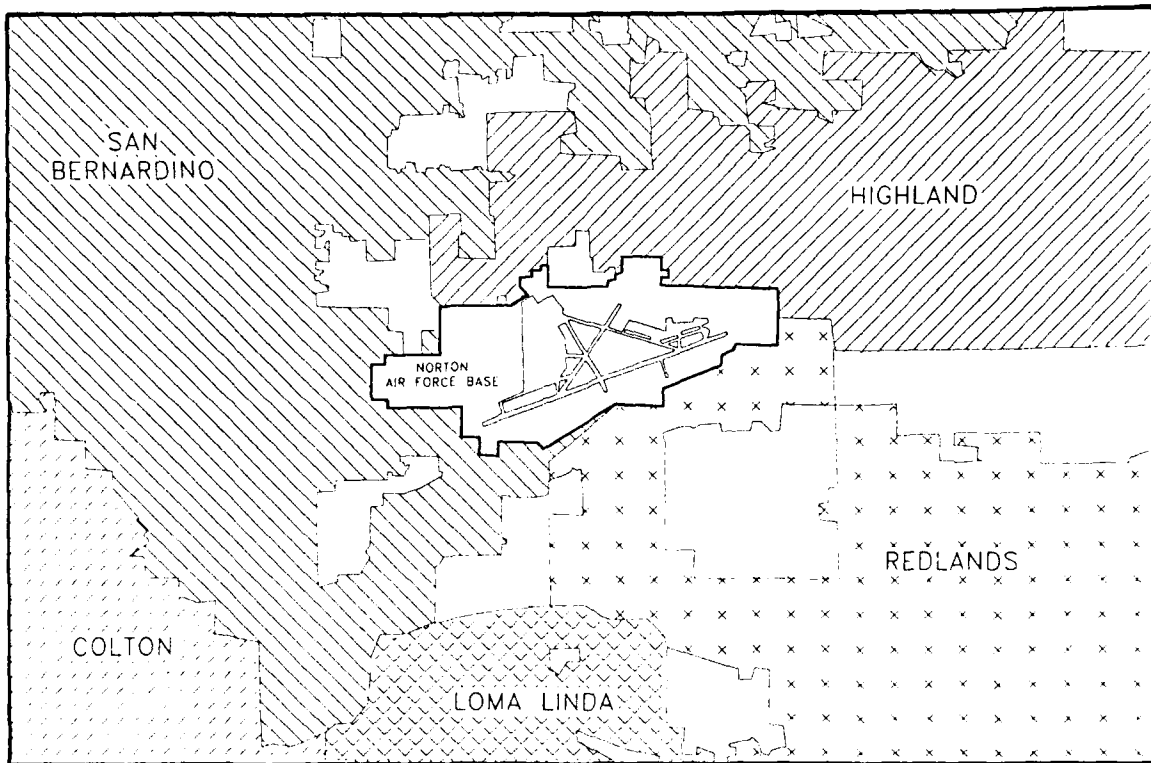 SAN
BERNARDINO
HIGHLAND
NORTON
AIR FORCE BASE
REDLANDS
COLTON
LOMA LINDA